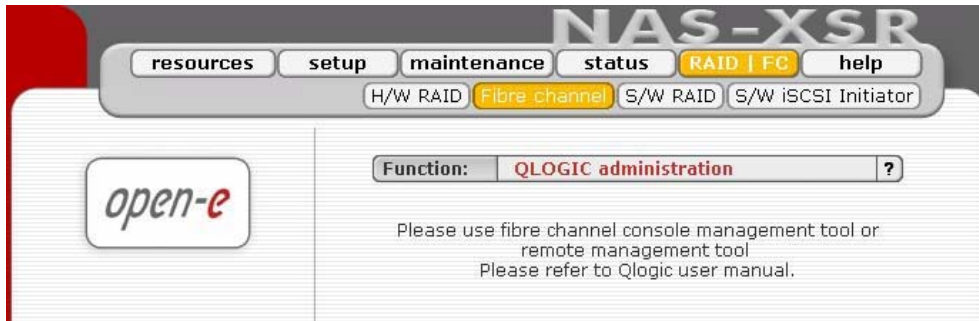 NAS-XSR
resources setup maintenance status RAID | FC help
H/W RAID Fibre channel S/W RAID S/W iSCSI Initiator
open-e
Function: QLOGIC administration ?
Please use fibre channel console management tool or
remote management tool
Please refer to Qlogic user manual.